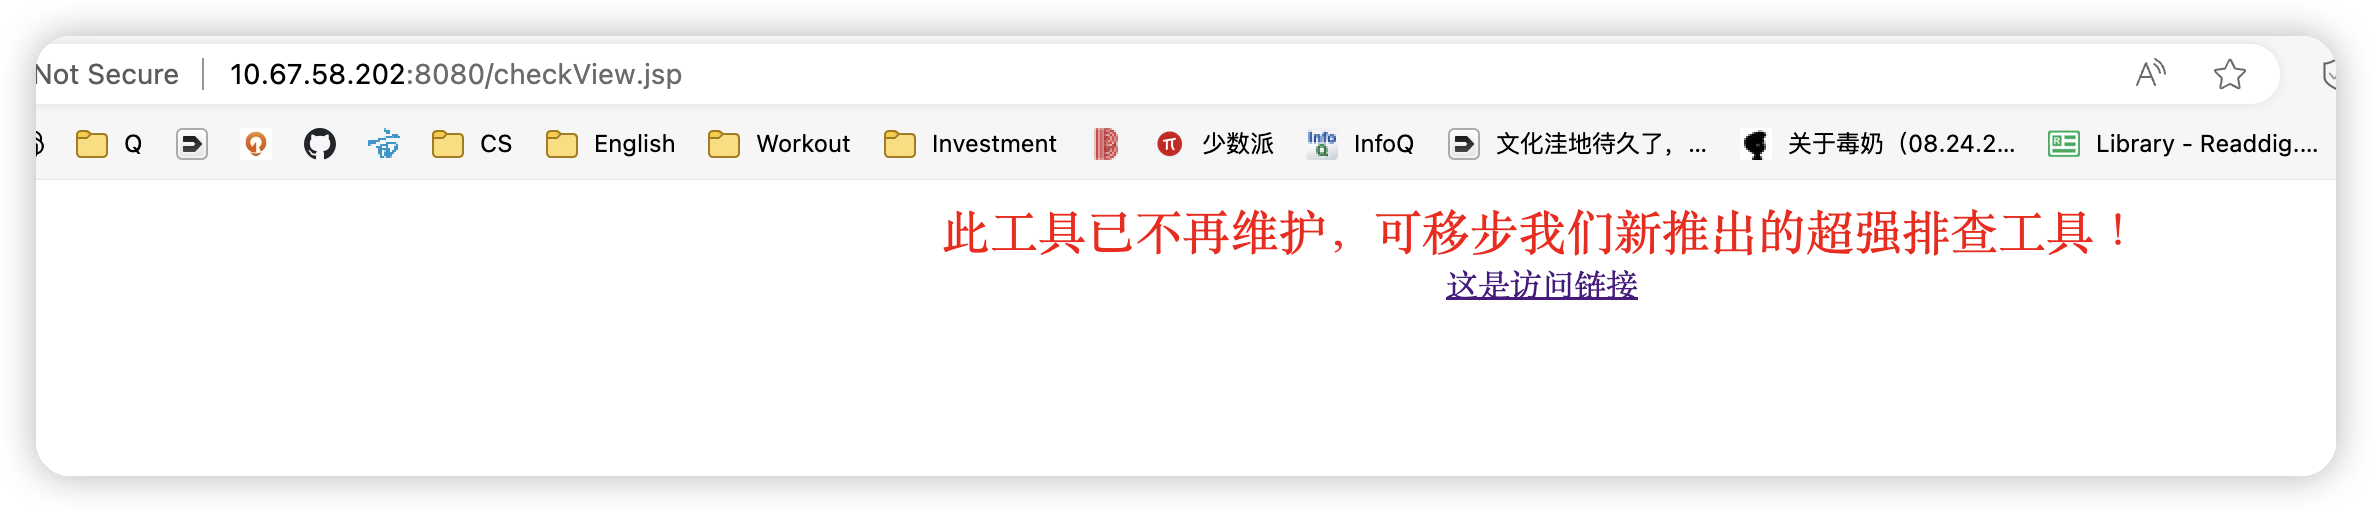 Not Secure 10.67.58.202:8080/checkView.jsp
Q CS English Workout Investment 少数派 InfoQ 文化洼地待久了，... 关于毒奶（08.24.2... Library - Readdig....
此工具已不再维护，可移步我们新推出的超强排查工具！
这是访问链接